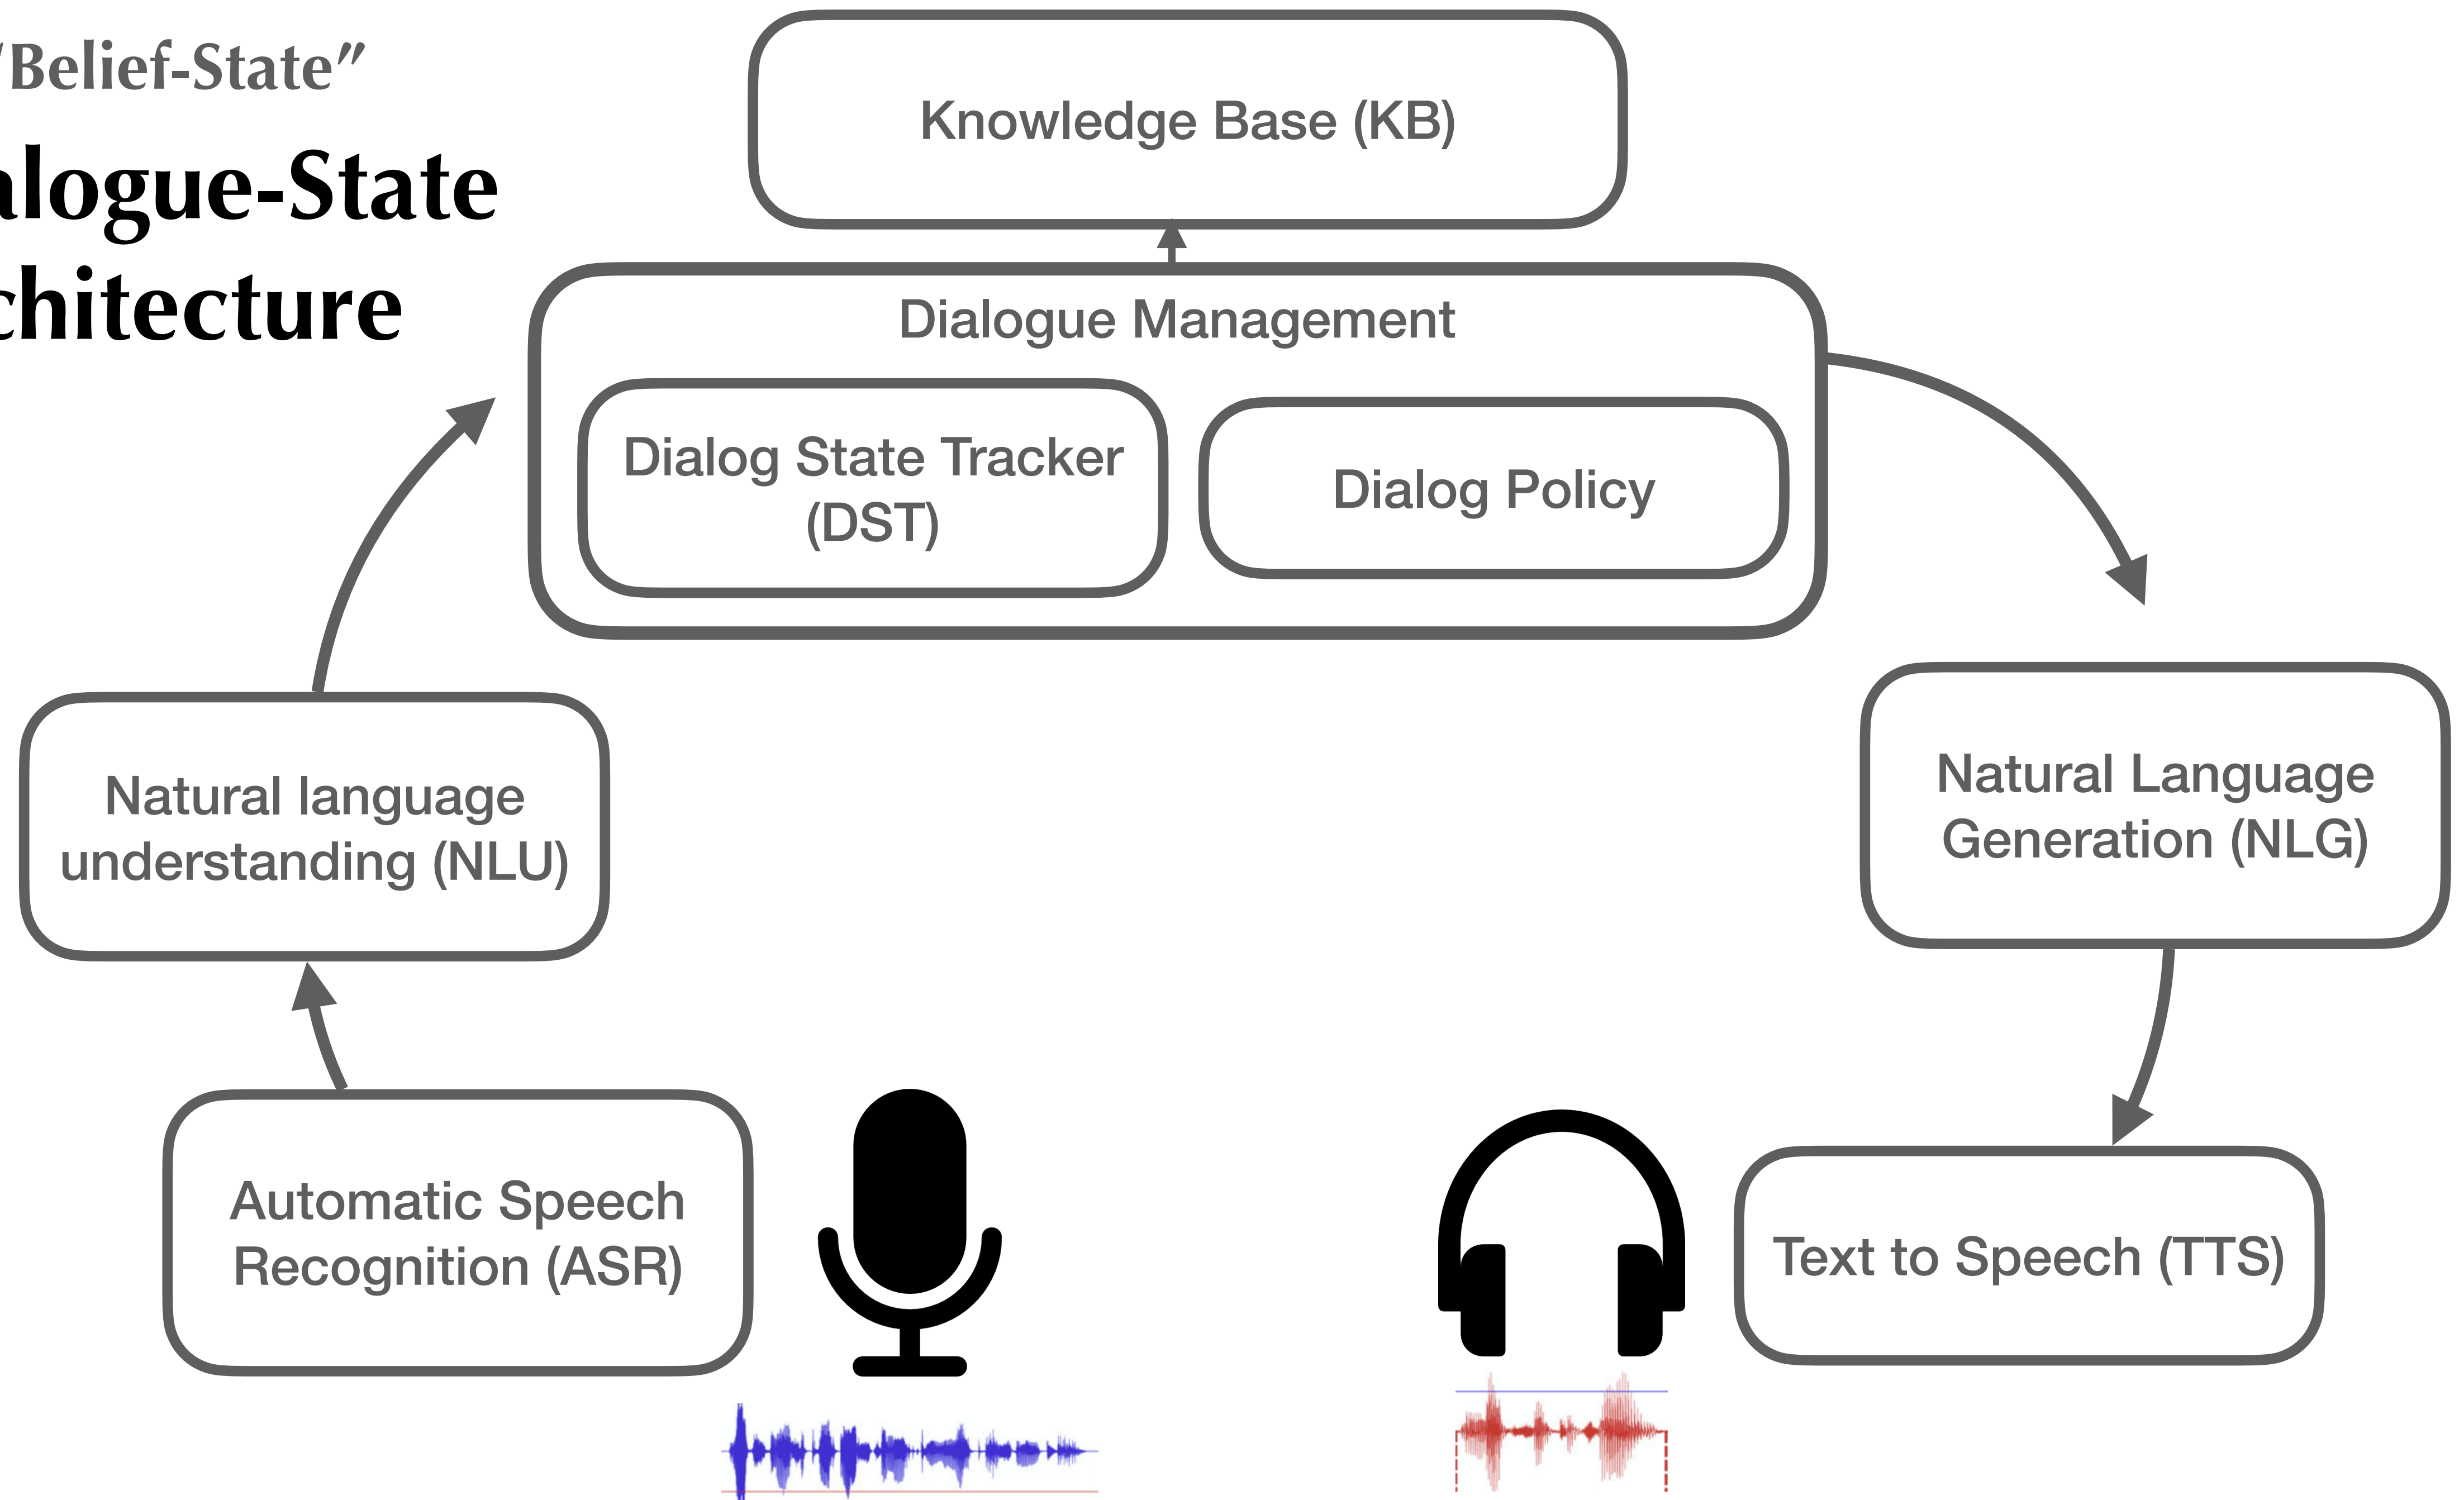 "Belief-State"
alogue-State
chitecture
Knowledge Base (KB)
Dialogue Management
Dialog State Tracker
(DST)
Dialog Policy
Natural language
understanding (NLU)
Natural Language
Generation (NLG)
Automatic Speech
Recognition (ASR)
Text to Speech (TTS)